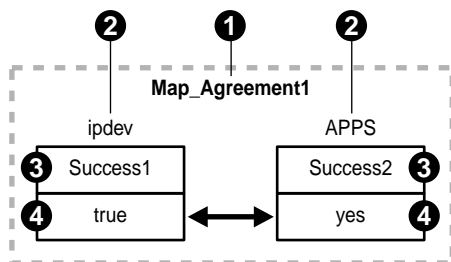 2 1 2
Map_Agreement1
ipdev APPS
3 Success1 Success2 3
4 true yes 4